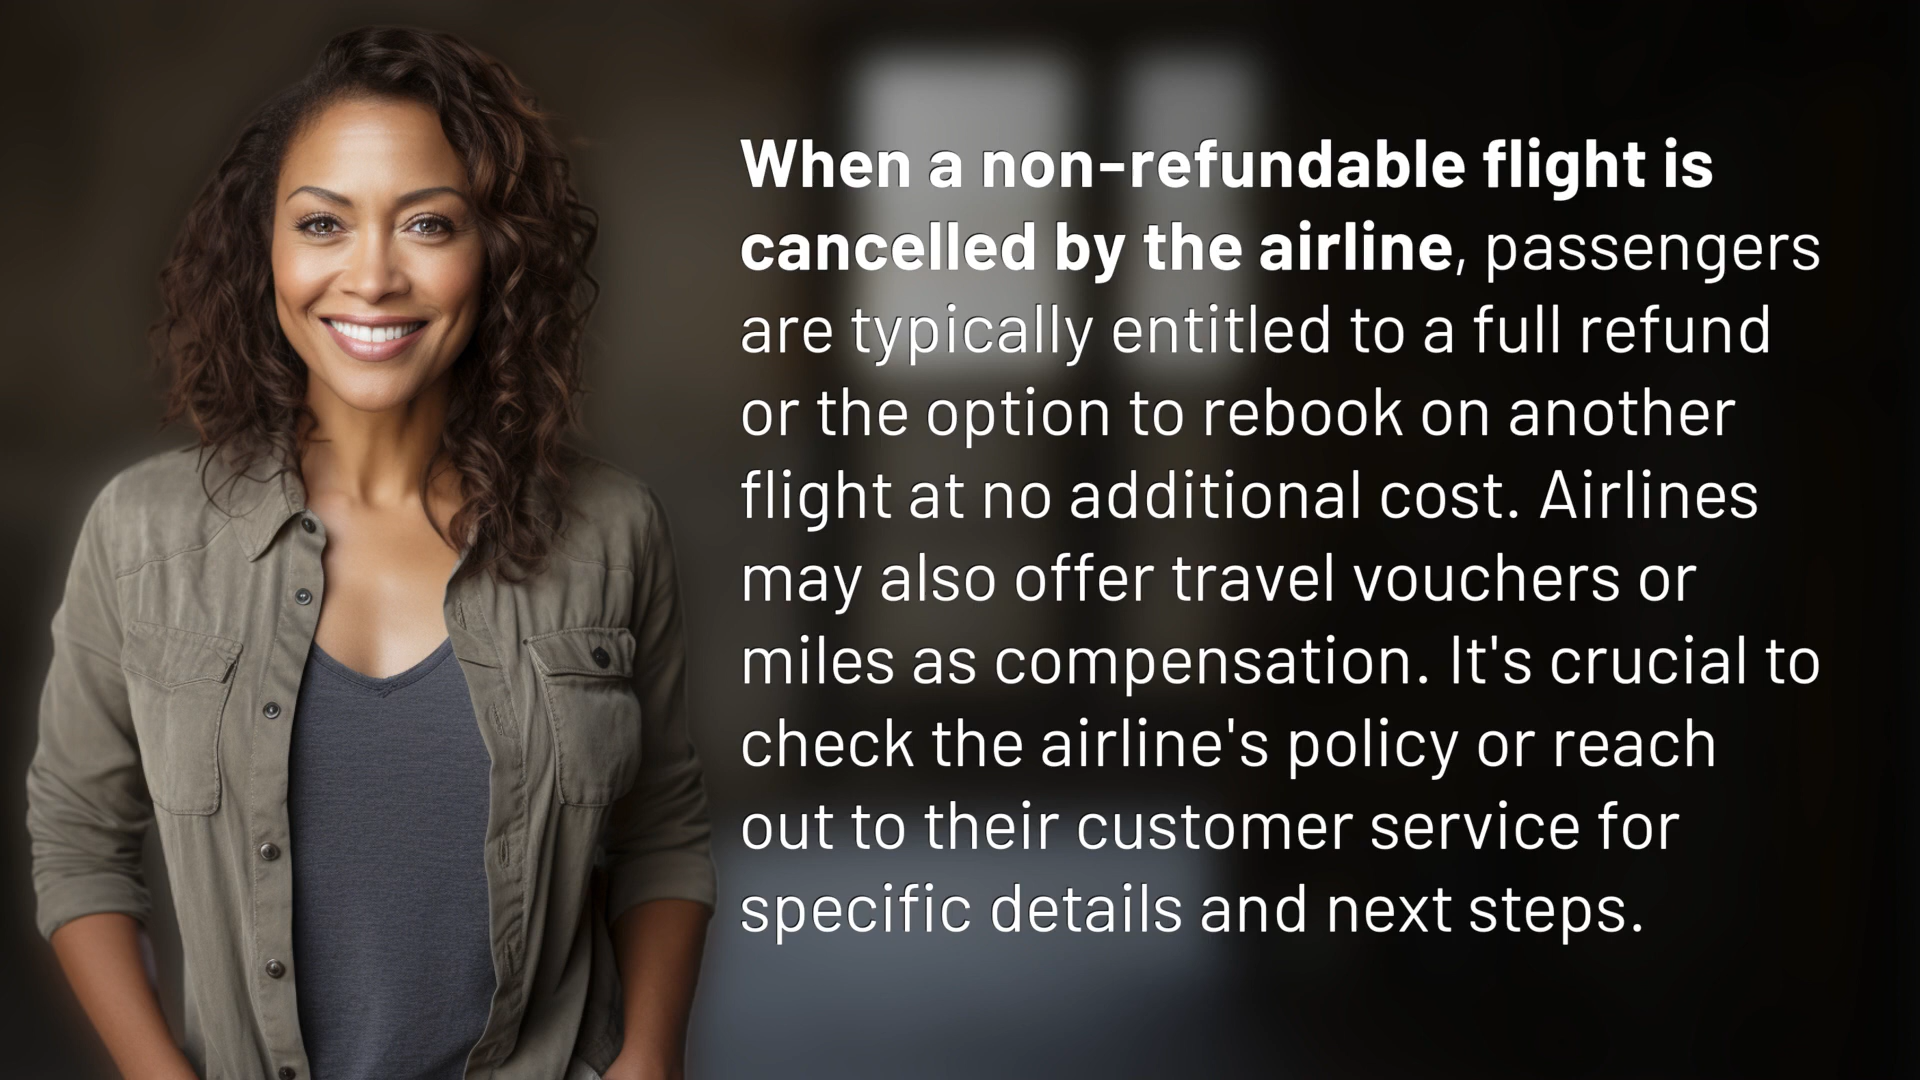 When a non-refundable flight is
cancelled by the airline, passengers
are typically entitled to a full refund
or the option to rebook on another
flight at no additional cost. Airlines
may also offer travel vouchers or
miles as compensation. It's crucial to
check the airline's policy or reach
out to their customer service for
specific details and next steps.